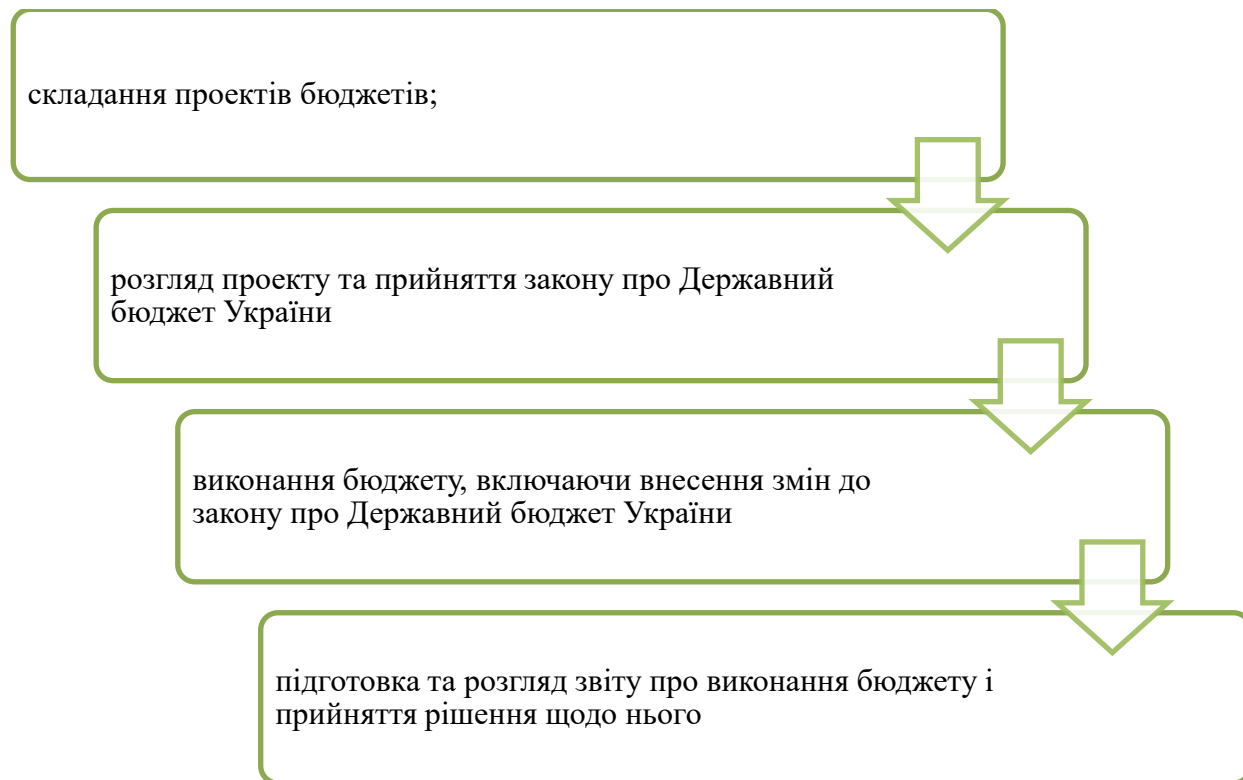 складання проектів бюджетів;
розгляд проекту та прийняття закону про Державний
бюджет України
виконання бюджету, включаючи внесення змін до
закону про Державний бюджет України
підготовка та розгляд звіту про виконання бюджету і
прийняття рішення щодо нього